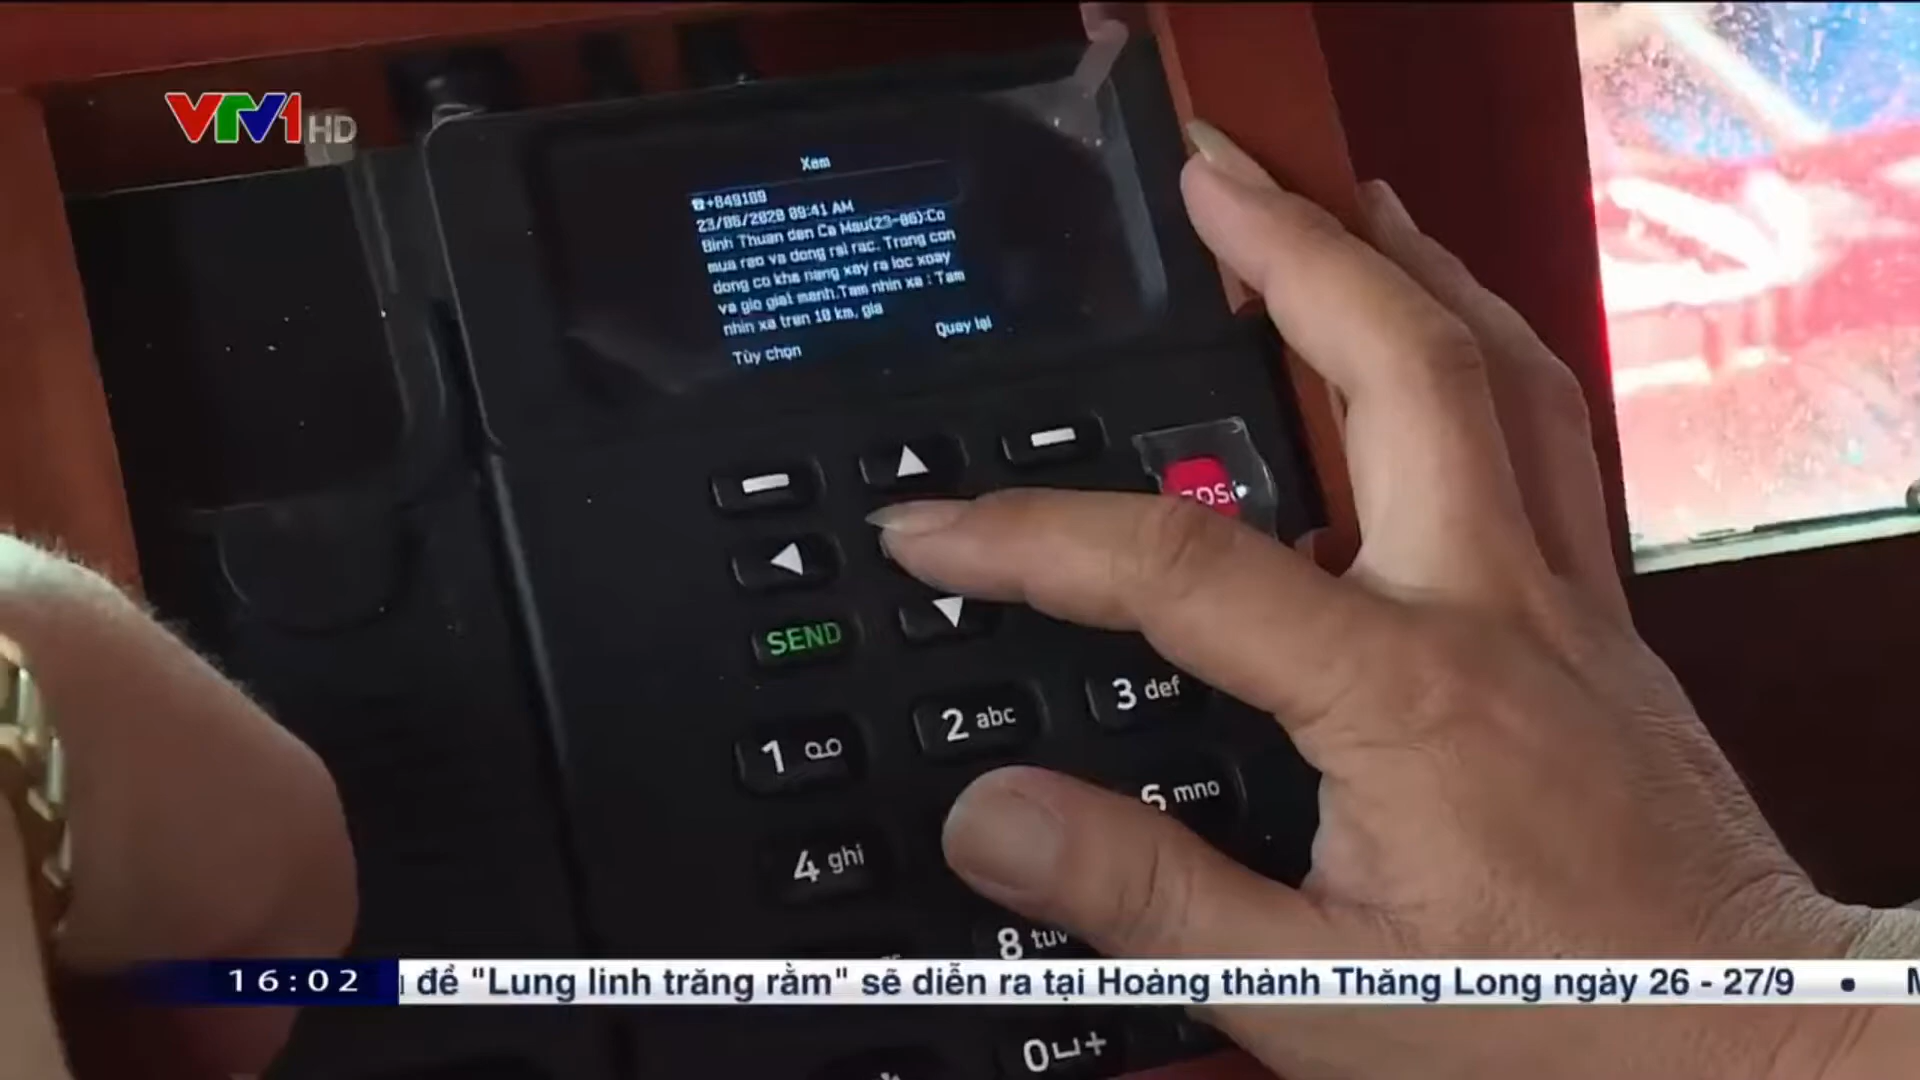 VTV1 HD
Xem
☎+849189
23/06/2020 09:41 AM
Binh Thuan den Ca Mau(23-06):Co
mua rao va dong rai rac. Trong con
dong co kha nang xay ra loc xoay
va gio giat manh.Tam nhin xa : Tam
nhin xa tren 10 km, gia
Tùy chọn
Quay lại
SEND
1
2 abc
3 def
4 ghi
5 mno
8 tuv
0 +
16:02
đề "Lung linh trăng rằm" sẽ diễn ra tại Hoàng thành Thăng Long ngày 26 - 27/9 •